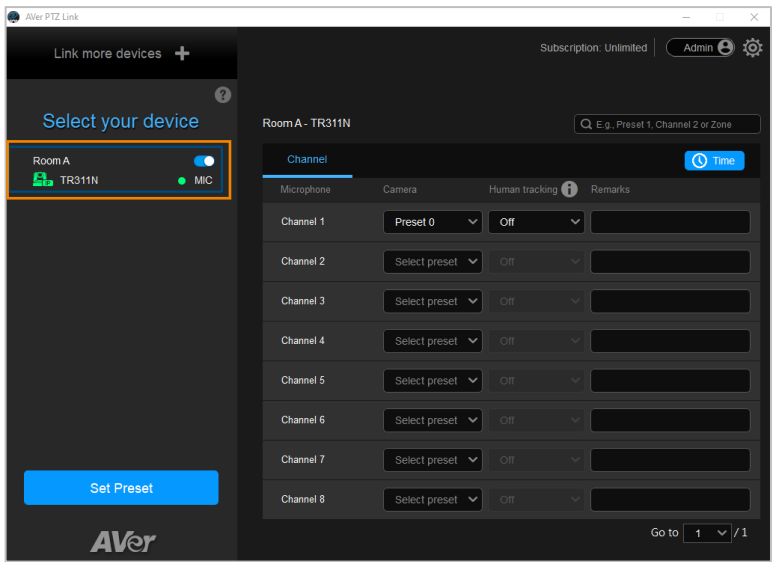 AVer PTZ Link
Link more devices +
Subscription: Unlimited
Admin
?
Select your device
Room A
TR311N
MIC
Set Preset
AVer
Room A - TR311N
E.g., Preset 1, Channel 2 or Zone
Channel
Time
Microphone Camera Human tracking i Remarks
Channel 1 Preset 0 Off
Channel 2 Select preset Off
Channel 3 Select preset Off
Channel 4 Select preset Off
Channel 5 Select preset Off
Channel 6 Select preset Off
Channel 7 Select preset Off
Channel 8 Select preset Off
Go to 1 / 1